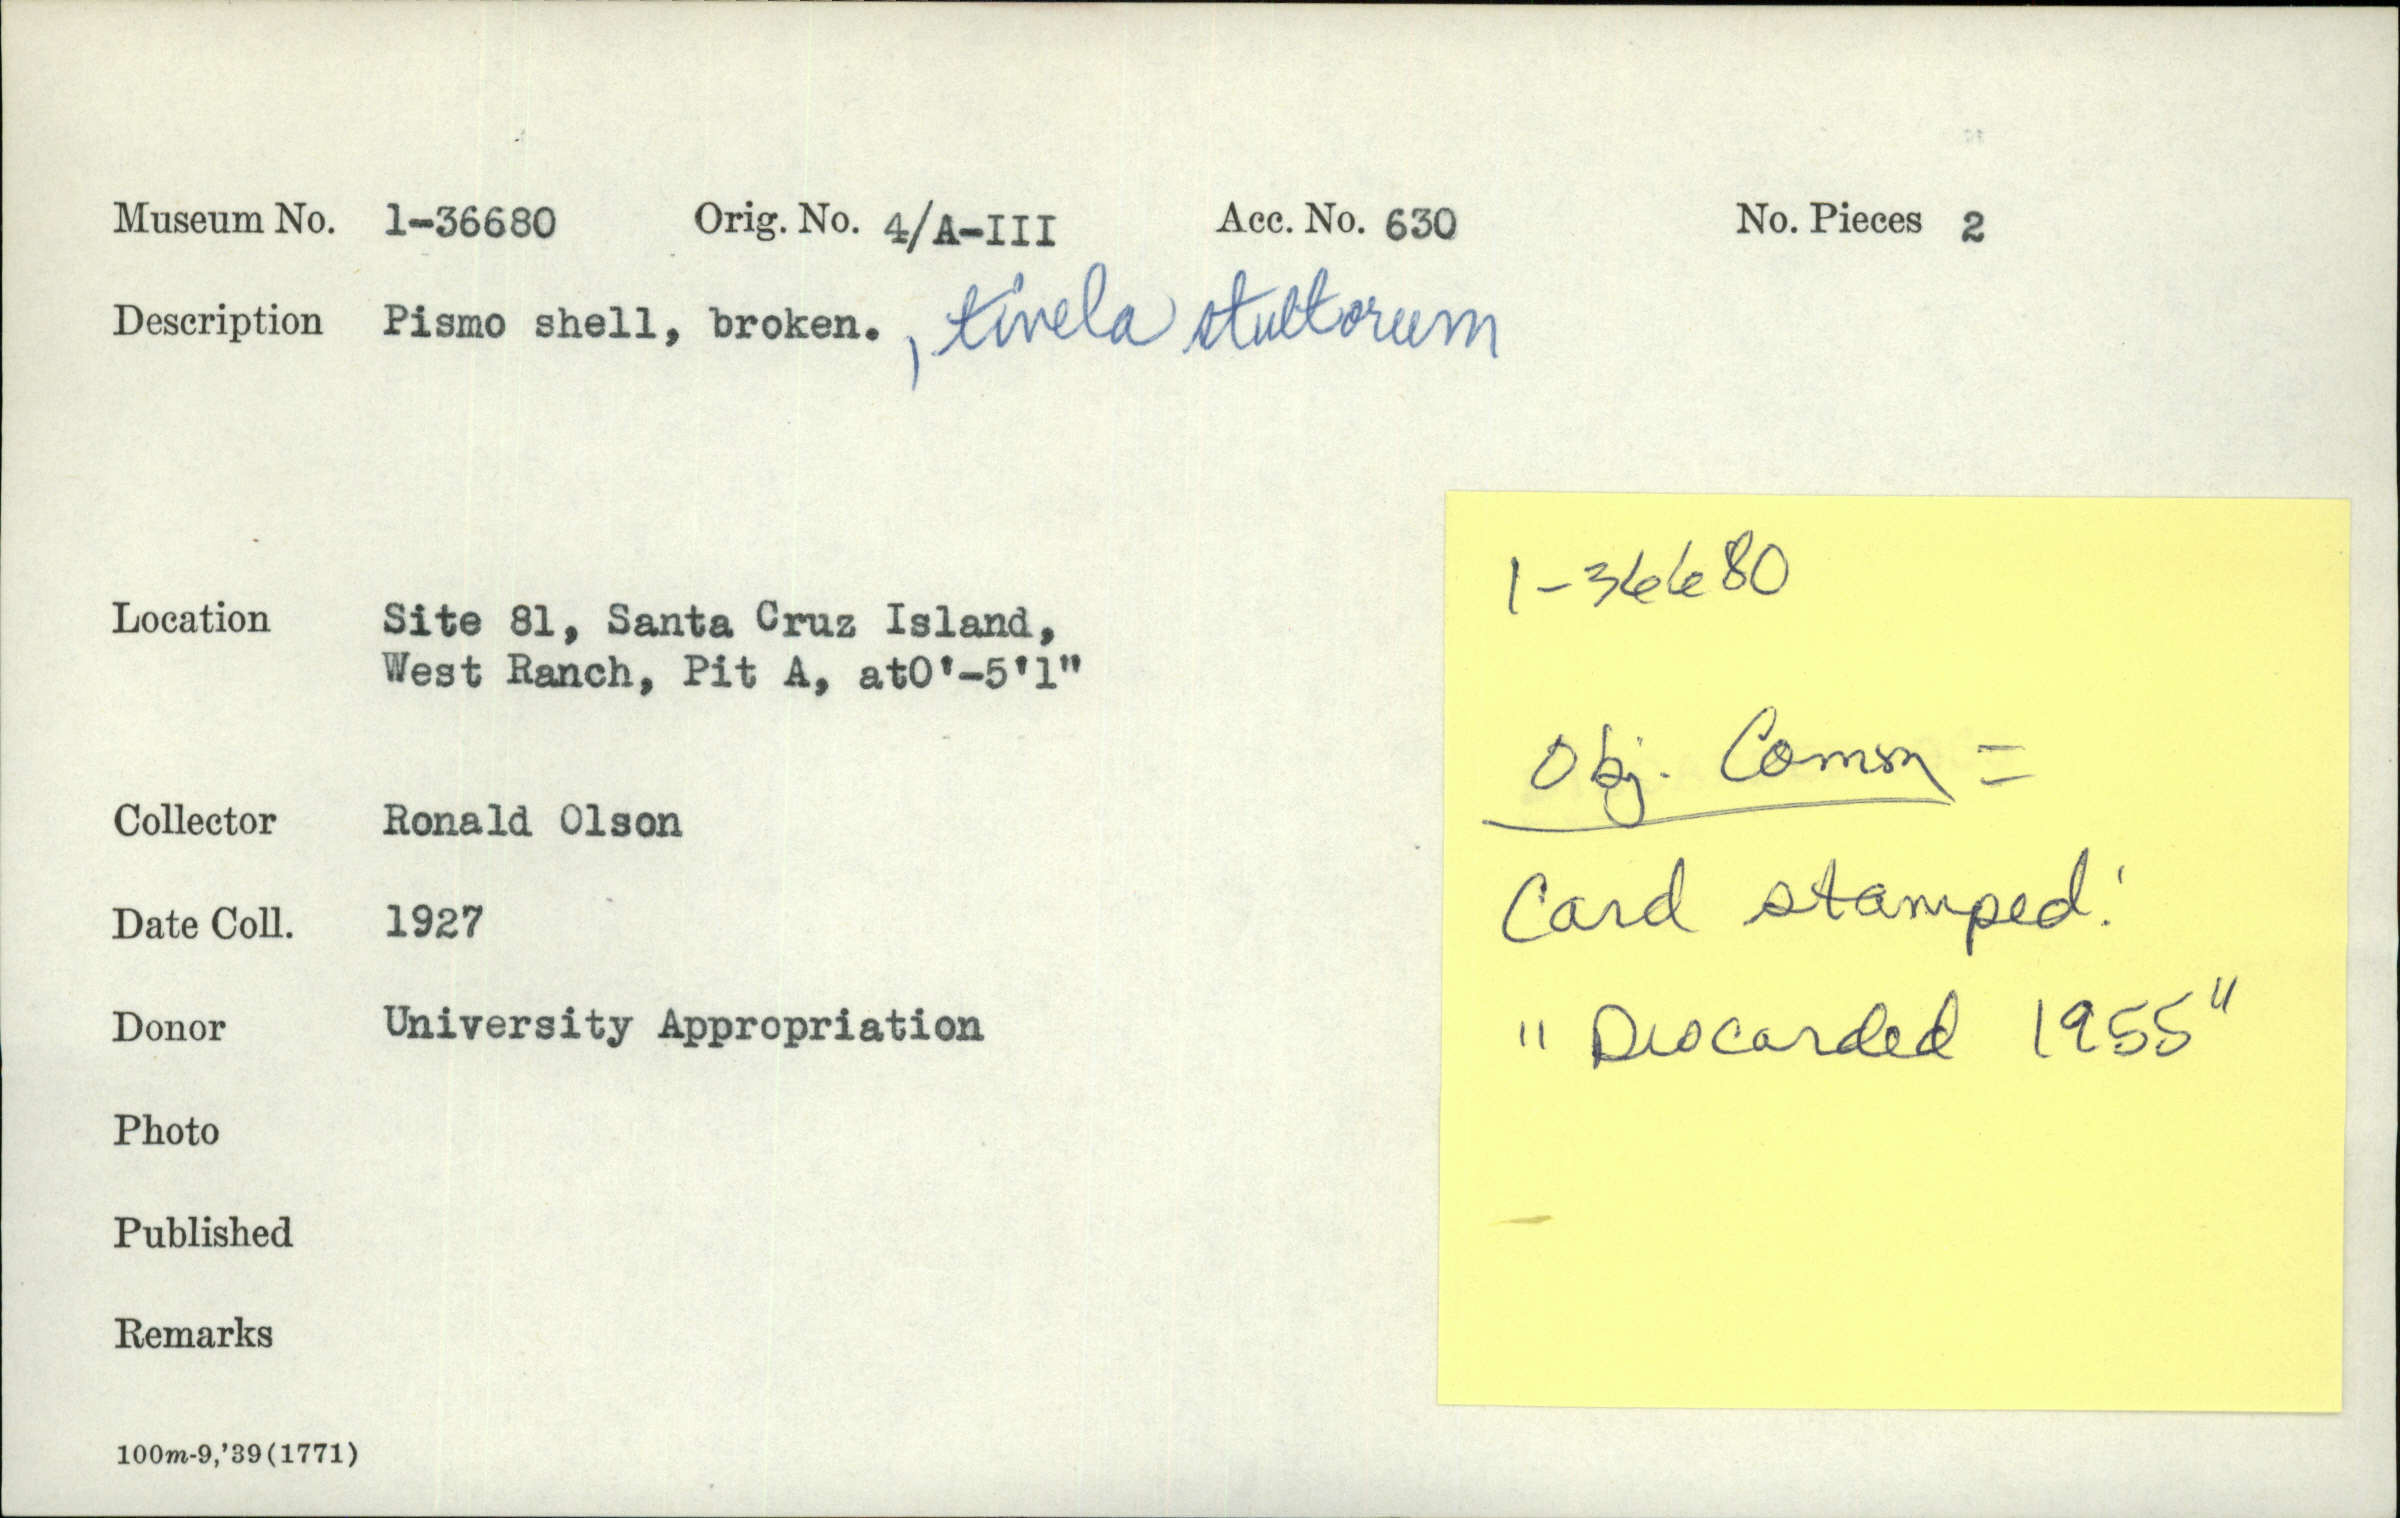 Museum No. 1-36680 Orig. No. 4/A-III Acc. No. 630 No. Pieces 2
Description Pismo shell, broken. , tivela stultorum
Location Site 81, Santa Cruz Island,
West Ranch, Pit A, at0'-5'1"
Collector Ronald Olson
Date Coll. 1927
Donor University Appropriation
Photo
Published
Remarks
100m-9,'39(1771)
1-36680
Obj. Comm =
Card stamped:
"Discarded 1955"